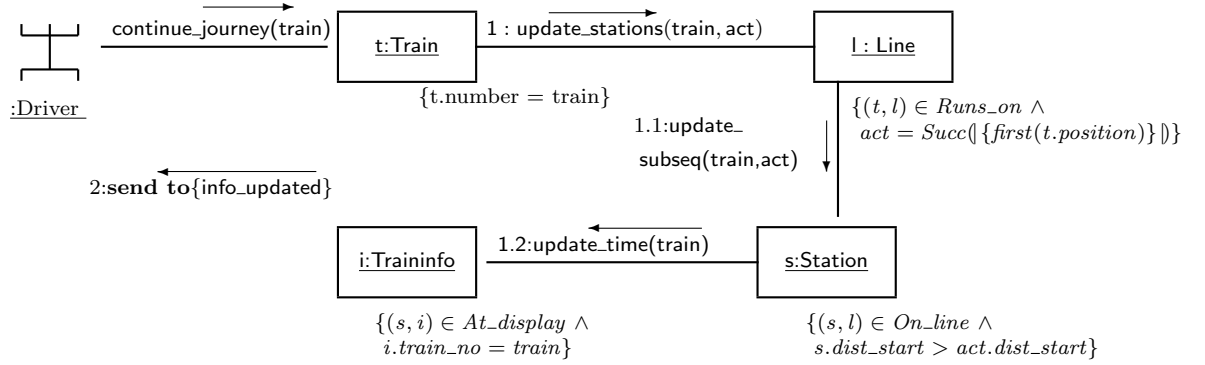 continue_journey(train)
:Driver
t:Train
{t.number = train}
1 : update_stations(train, act)
l : Line
{(t, l) ∈ Runs_on ∧
act = Succ⦇{first(t.position)}⦈}
1.1:update_
subseq(train,act)
2:send to{info_updated}
i:Traininfo
{(s, i) ∈ At_display ∧
i.train_no = train}
1.2:update_time(train)
s:Station
{(s, l) ∈ On_line ∧
s.dist_start > act.dist_start}